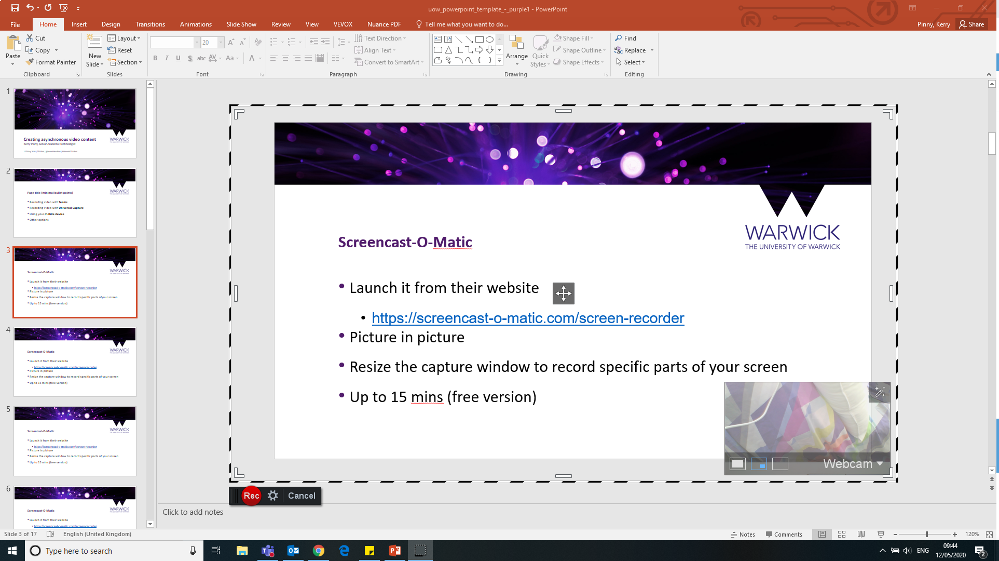 uow_powerpoint_template_-_purple1 - PowerPoint
File Home Insert Design Transitions Animations Slide Show Review View VEVOX Nuance PDF Tell me what you want to do... Pinny, Kerry Share
Paste
Cut
Copy
Format Painter
Clipboard
New Slide
Layout
Reset
Section
Slides
20
Font
Text Direction
Align Text
Convert to SmartArt
Paragraph
Arrange
Quick Styles
Shape Fill
Shape Outline
Shape Effects
Drawing
Find
Replace
Select
Editing
1
Creating asynchronous video content
Kerry Pinny, Senior Academic Technologist
WARWICK
2
Page title (minimal bullet points)
WARWICK
Recording video with Teams
Recording video with Universal Capture
Using your mobile device
Other options
3
Screencast-O-Matic
WARWICK
Launch it from their website
https://screencast-o-matic.com/screen-recorder
Picture in picture
Resize the capture window to record specific parts of your screen
Up to 15 mins (free version)
4
Screencast-O-Matic
WARWICK
Launch it from their website
https://screencast-o-matic.com/screen-recorder
Picture in picture
Resize the capture window to record specific parts of your screen
Up to 15 mins (free version)
5
Screencast-O-Matic
WARWICK
Launch it from their website
https://screencast-o-matic.com/screen-recorder
Picture in picture
Resize the capture window to record specific parts of your screen
Up to 15 mins (free version)
6
Screencast-O-Matic
WARWICK
Launch it from their website
https://screencast-o-matic.com/screen-recorder
WARWICK
THE UNIVERSITY OF WARWICK
Screencast-O-Matic
• Launch it from their website
• https://screencast-o-matic.com/screen-recorder
• Picture in picture
• Resize the capture window to record specific parts of your screen
• Up to 15 mins (free version)
Webcam
Rec Cancel
Click to add notes
Slide 3 of 17 English (United Kingdom) Notes Comments 120%
Type here to search
ENG
09:44
12/05/2020
2